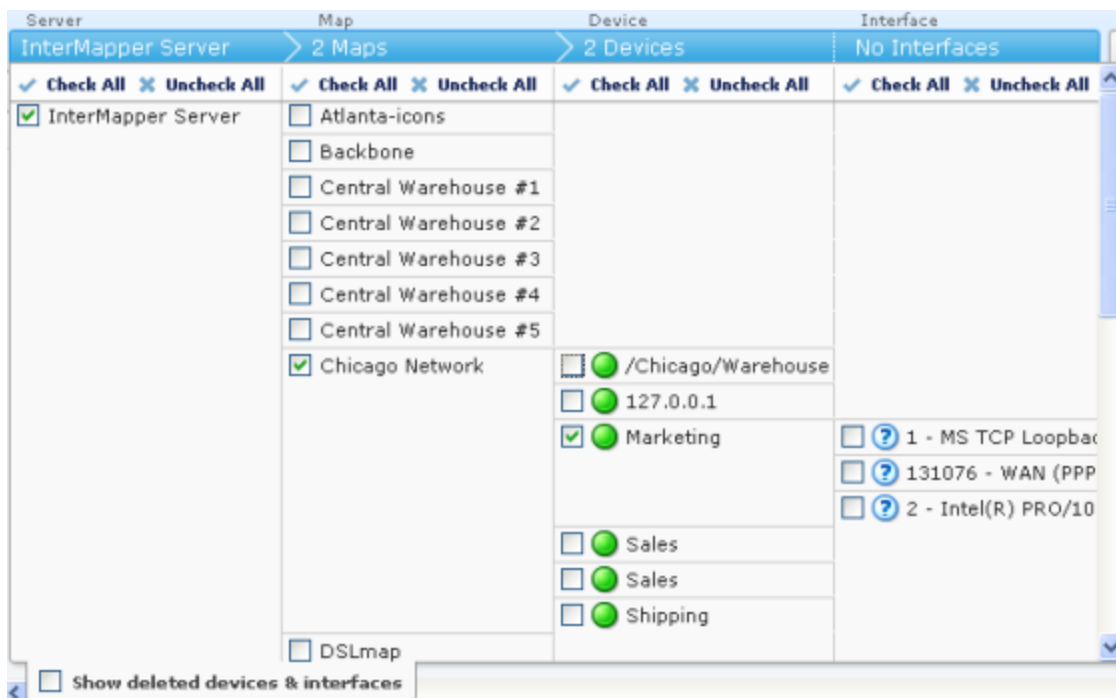 Server Map Device Interface
InterMapper Server 2 Maps 2 Devices No Interfaces
Check All Uncheck All Check All Uncheck All Check All Uncheck All Check All Uncheck All
InterMapper Server Atlanta-icons
Backbone
Central Warehouse #1
Central Warehouse #2
Central Warehouse #3
Central Warehouse #4
Central Warehouse #5
Chicago Network /Chicago/Warehouse
127.0.0.1
Marketing 1 - MS TCP Loopbac
131076 - WAN (PPP
2 - Intel(R) PRO/10
Sales
Sales
Shipping
DSLmap
Show deleted devices & interfaces